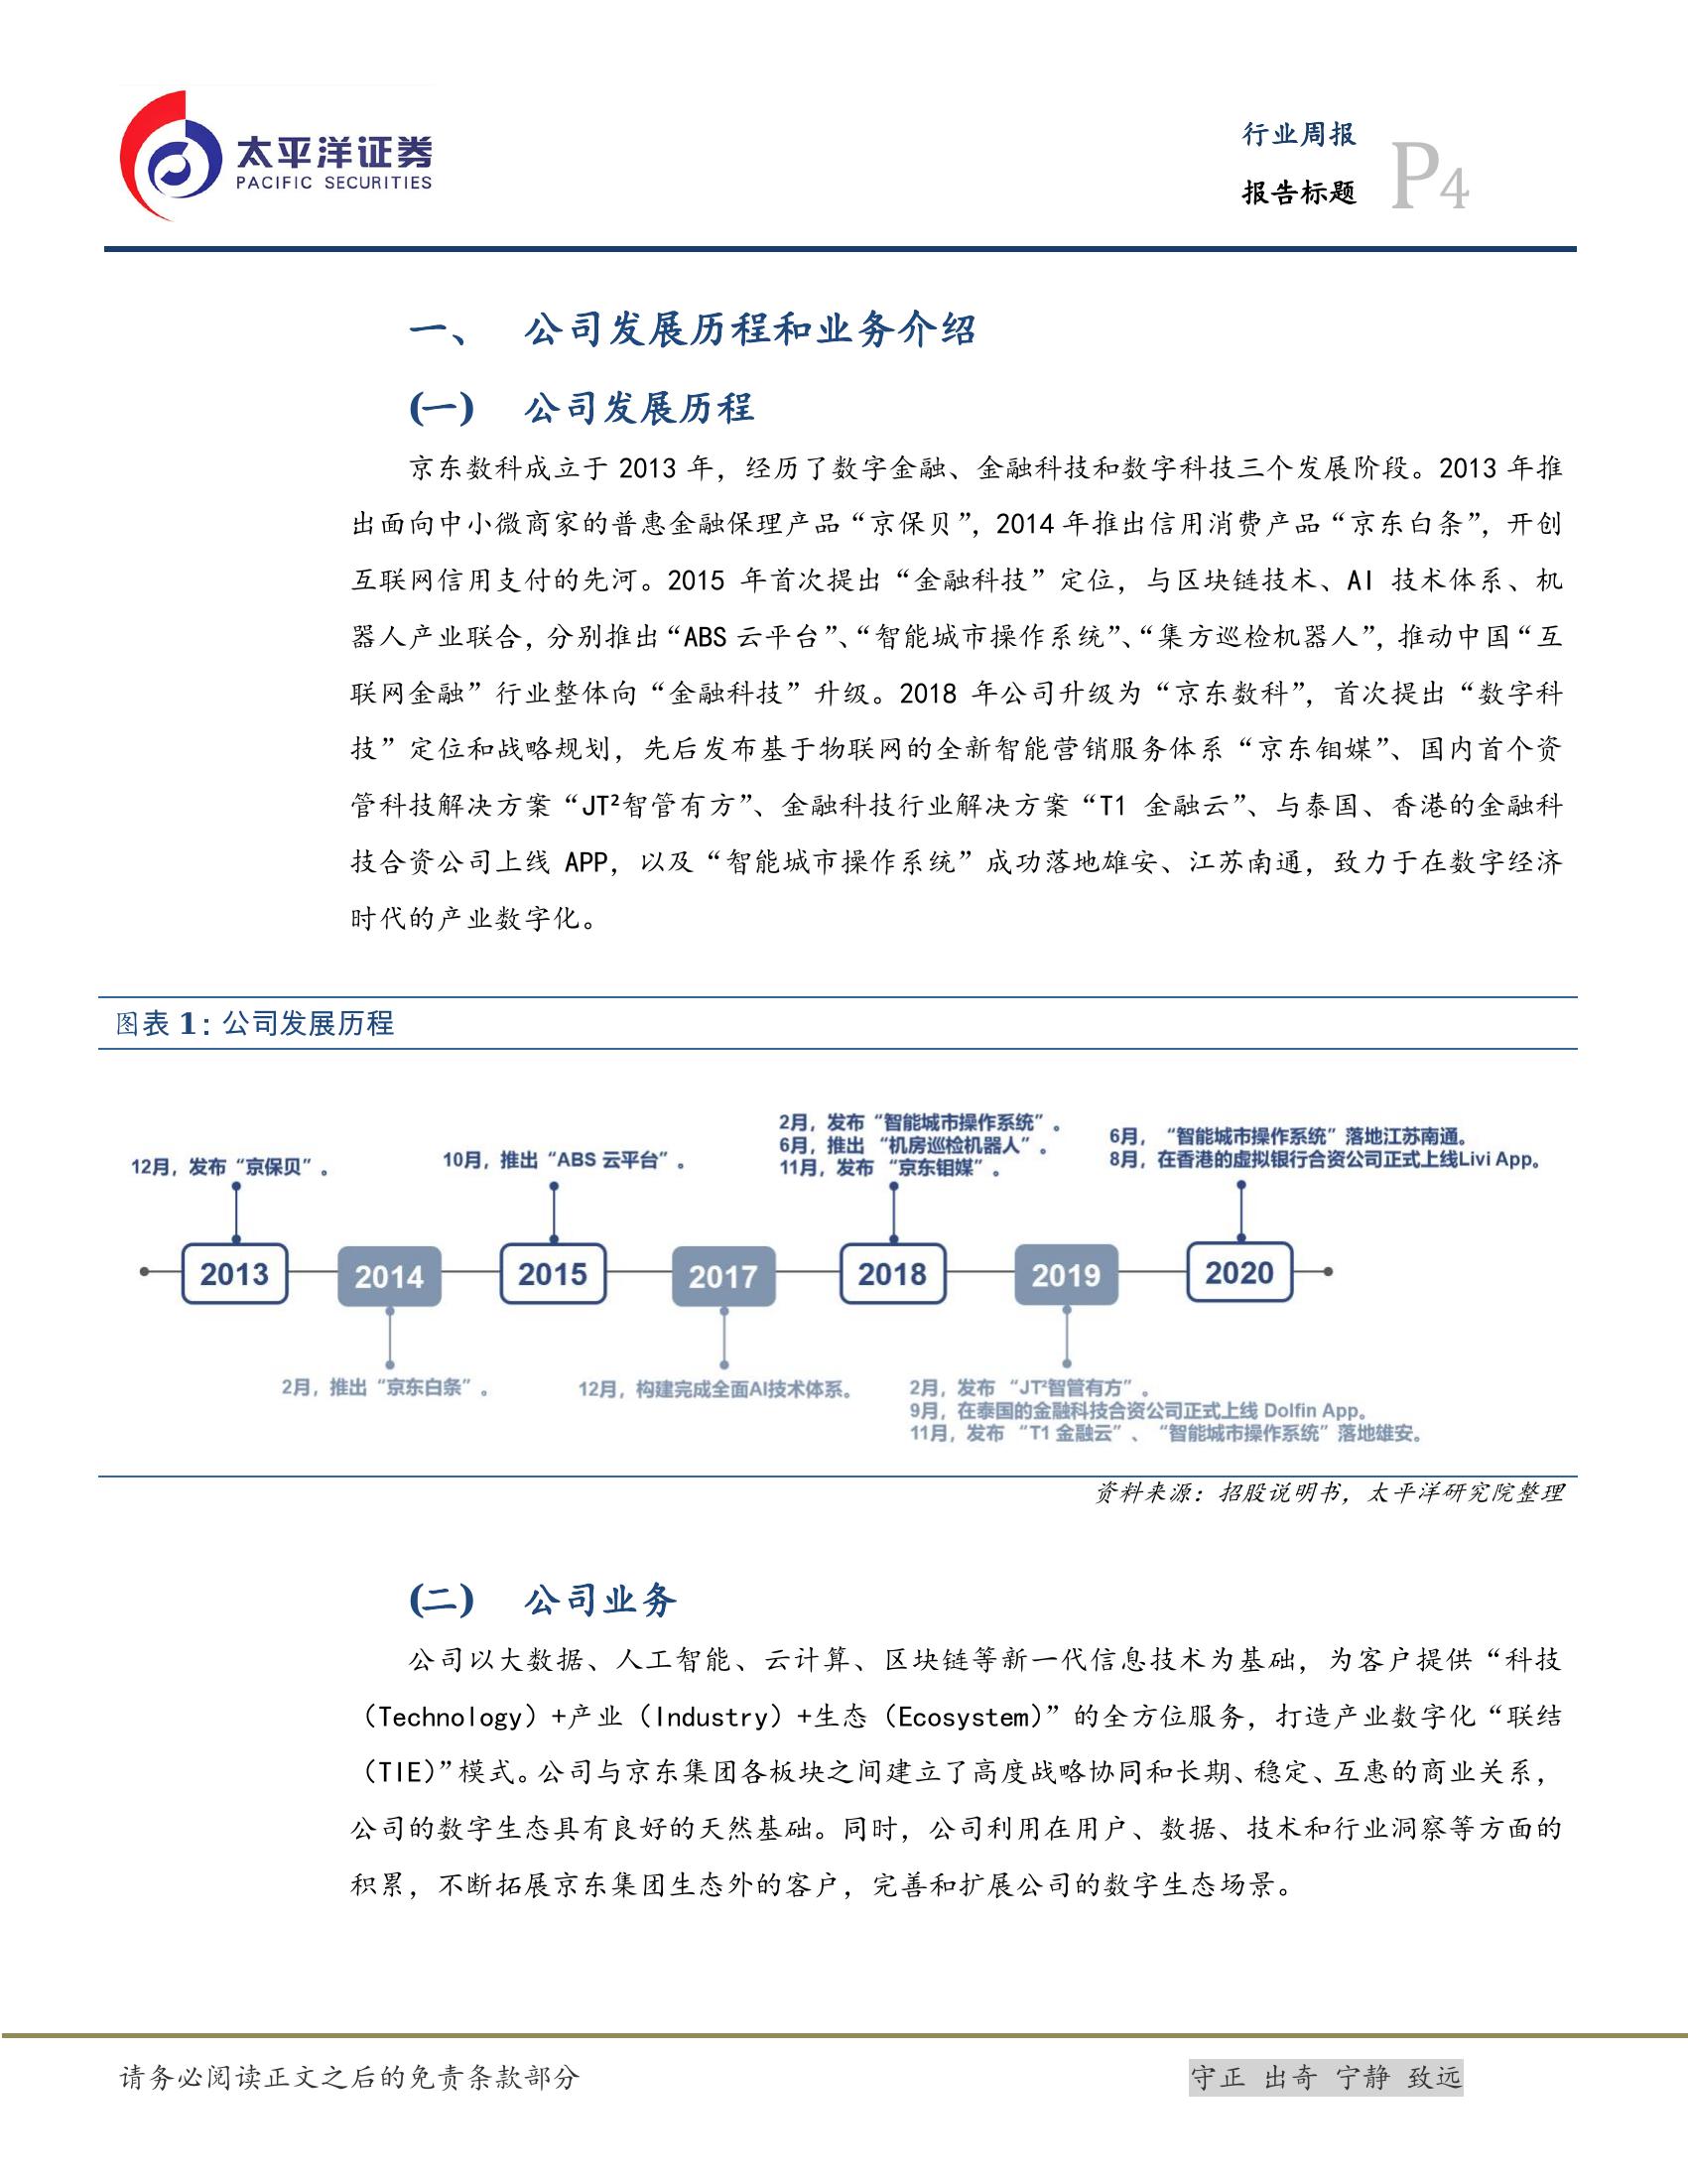 太平洋证券
PACIFIC SECURITIES
行业周报
报告标题
P4
一、 公司发展历程和业务介绍
(一) 公司发展历程
京东数科成立于 2013 年，经历了数字金融、金融科技和数字科技三个发展阶段。2013 年推
出面向中小微商家的普惠金融保理产品“京保贝”，2014 年推出信用消费产品“京东白条”，开创
互联网信用支付的先河。2015 年首次提出“金融科技”定位，与区块链技术、AI 技术体系、机
器人产业联合，分别推出“ABS 云平台”、“智能城市操作系统”、“集方巡检机器人”，推动中国“互
联网金融”行业整体向“金融科技”升级。2018 年公司升级为“京东数科”，首次提出“数字科
技”定位和战略规划，先后发布基于物联网的全新智能营销服务体系“京东钼媒”、国内首个资
管科技解决方案“JT²智管有方”、金融科技行业解决方案“T1 金融云”、与泰国、香港的金融科
技合资公司上线 APP，以及“智能城市操作系统”成功落地雄安、江苏南通，致力于在数字经济
时代的产业数字化。
图表 1：公司发展历程
12月，发布“京保贝”。
10月，推出“ABS 云平台”。
2月，发布“智能城市操作系统”。
6月，推出 “机房巡检机器人”。
11月，发布 “京东钼媒”。
6月， “智能城市操作系统”落地江苏南通。
8月，在香港的虚拟银行合资公司正式上线Livi App。
2013
2014
2015
2017
2018
2019
2020
2月，推出“京东白条”。
12月，构建完成全面AI技术体系。
2月，发布 “JT²智管有方”。
9月，在泰国的金融科技合资公司正式上线 Dolfin App。
11月，发布 “T1 金融云”、 “智能城市操作系统”落地雄安。
资料来源：招股说明书，太平洋研究院整理
(二) 公司业务
公司以大数据、人工智能、云计算、区块链等新一代信息技术为基础，为客户提供“科技
（Technology）+产业（Industry）+生态（Ecosystem）”的全方位服务，打造产业数字化“联结
（TIE）”模式。公司与京东集团各板块之间建立了高度战略协同和长期、稳定、互惠的商业关系，
公司的数字生态具有良好的天然基础。同时，公司利用在用户、数据、技术和行业洞察等方面的
积累，不断拓展京东集团生态外的客户，完善和扩展公司的数字生态场景。
请务必阅读正文之后的免责条款部分
守正 出奇 宁静 致远